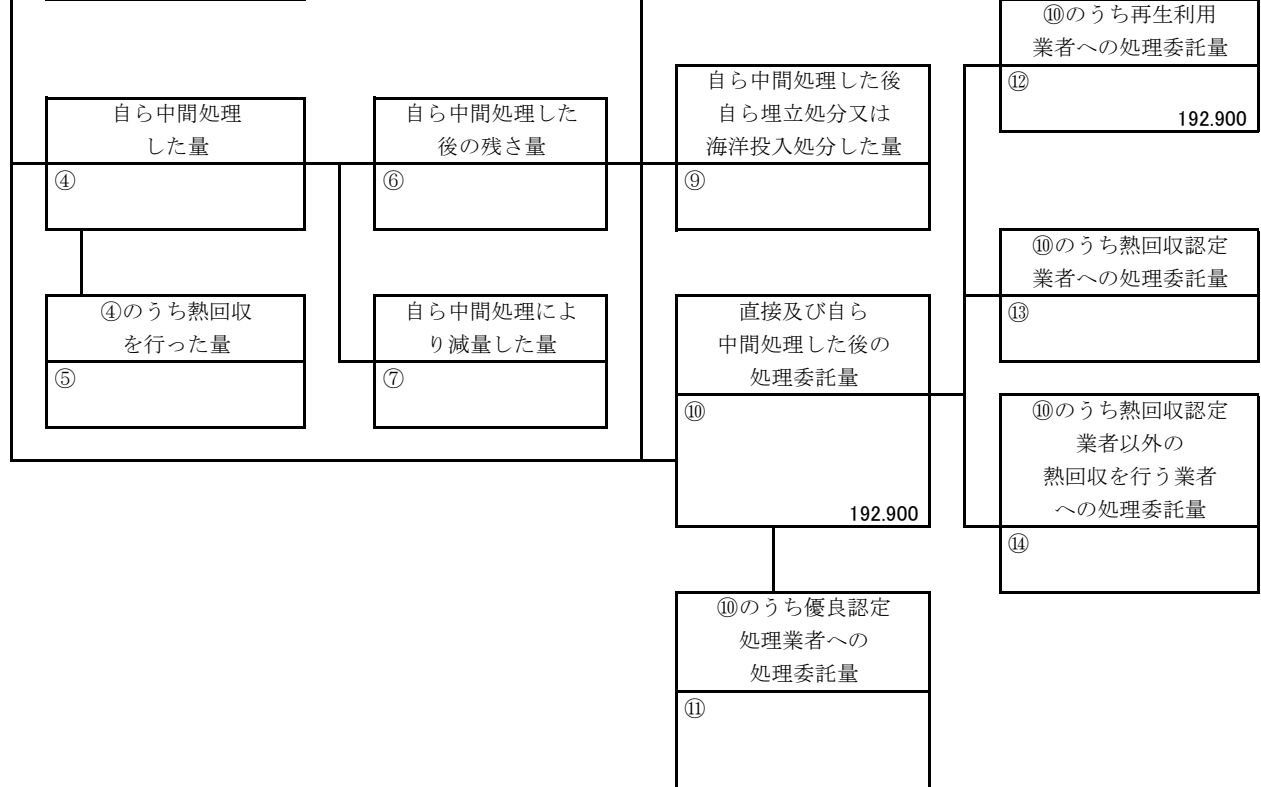 ⑩のうち再生利用
業者への処理委託量
⑫
192.900
自ら中間処理
した量
④
自ら中間処理した
後の残さ量
⑥
自ら中間処理した後
自ら埋立処分又は
海洋投入処分した量
⑨
⑩のうち熱回収認定
業者への処理委託量
⑬
④のうち熱回収
を行った量
⑤
自ら中間処理によ
り減量した量
⑦
直接及び自ら
中間処理した後の
処理委託量
⑩
192.900
⑩のうち熱回収認定
業者以外の
熱回収を行う業者
への処理委託量
⑭
⑩のうち優良認定
処理業者への
処理委託量
⑪